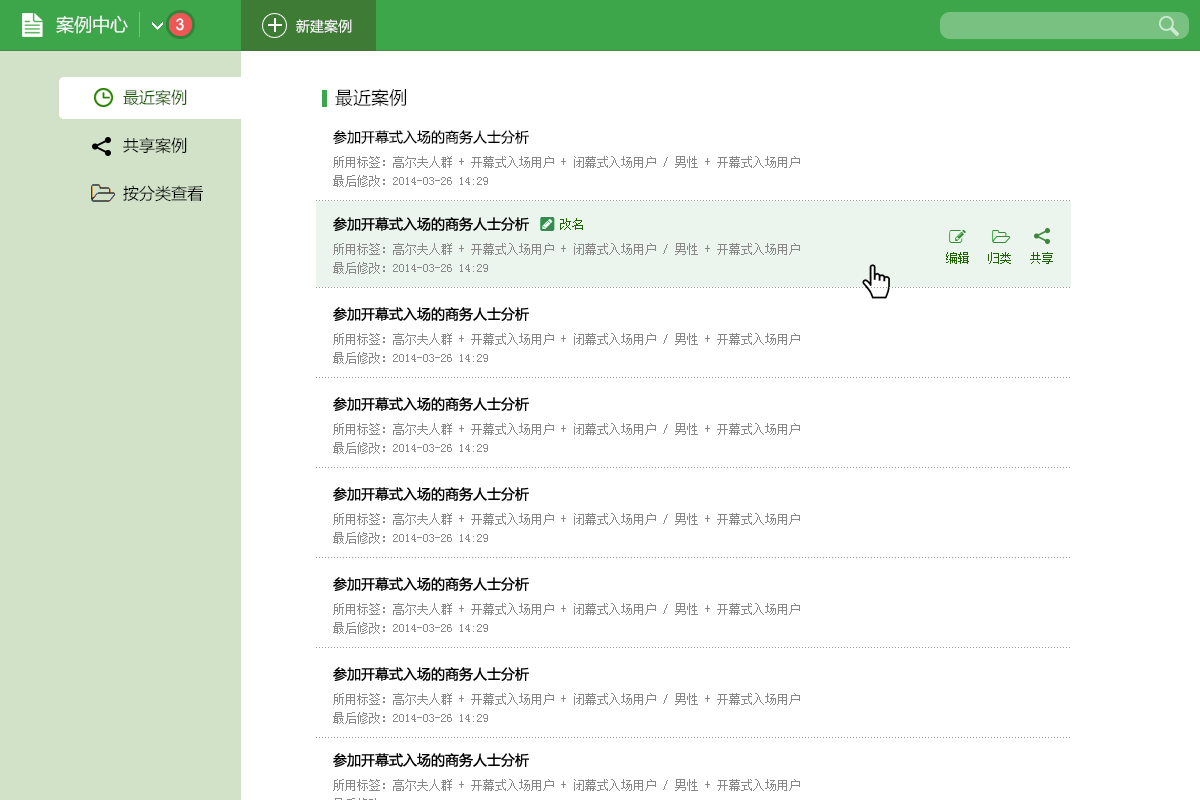 案例中心 3 新建案例
最近案例
共享案例
按分类查看
最近案例
参加开幕式入场的商务人士分析
所用标签：高尔夫人群 + 开幕式入场用户 + 闭幕式入场用户 / 男性 + 开幕式入场用户
最后修改：2014-03-26 14:29
参加开幕式入场的商务人士分析 改名
所用标签：高尔夫人群 + 开幕式入场用户 + 闭幕式入场用户 / 男性 + 开幕式入场用户
最后修改：2014-03-26 14:29
编辑 归类 共享
参加开幕式入场的商务人士分析
所用标签：高尔夫人群 + 开幕式入场用户 + 闭幕式入场用户 / 男性 + 开幕式入场用户
最后修改：2014-03-26 14:29
参加开幕式入场的商务人士分析
所用标签：高尔夫人群 + 开幕式入场用户 + 闭幕式入场用户 / 男性 + 开幕式入场用户
最后修改：2014-03-26 14:29
参加开幕式入场的商务人士分析
所用标签：高尔夫人群 + 开幕式入场用户 + 闭幕式入场用户 / 男性 + 开幕式入场用户
最后修改：2014-03-26 14:29
参加开幕式入场的商务人士分析
所用标签：高尔夫人群 + 开幕式入场用户 + 闭幕式入场用户 / 男性 + 开幕式入场用户
最后修改：2014-03-26 14:29
参加开幕式入场的商务人士分析
所用标签：高尔夫人群 + 开幕式入场用户 + 闭幕式入场用户 / 男性 + 开幕式入场用户
最后修改：2014-03-26 14:29
参加开幕式入场的商务人士分析
所用标签：高尔夫人群 + 开幕式入场用户 + 闭幕式入场用户 / 男性 + 开幕式入场用户